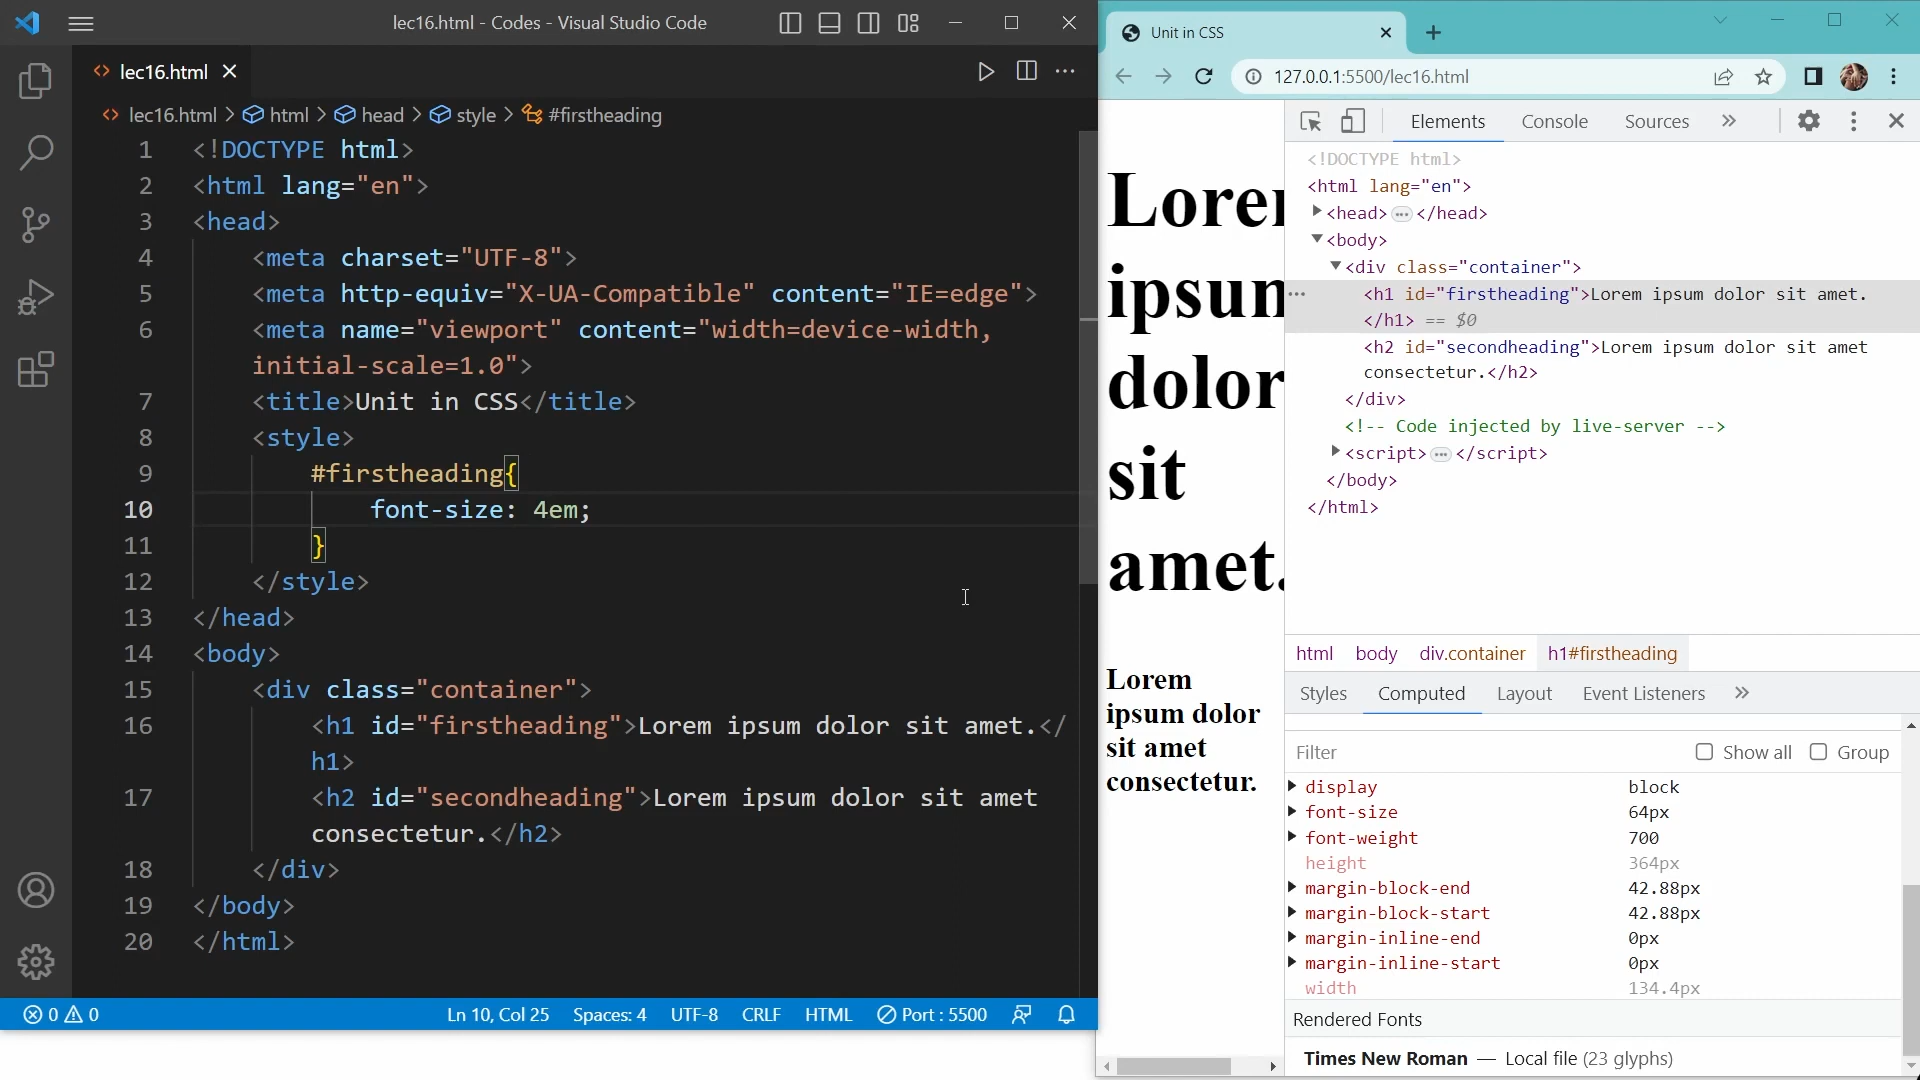 lec16.html - Codes - Visual Studio Code
lec16.html
lec16.html > html > head > style > #firstheading
1 <!DOCTYPE html>
2 <html lang="en">
3 <head>
4 <meta charset="UTF-8">
5 <meta http-equiv="X-UA-Compatible" content="IE=edge">
6 <meta name="viewport" content="width=device-width,
initial-scale=1.0">
7 <title>Unit in CSS</title>
8 <style>
9 #firstheading{
10 font-size: 4em;
11 }
12 </style>
13 </head>
14 <body>
15 <div class="container">
16 <h1 id="firstheading">Lorem ipsum dolor sit amet.</
h1>
17 <h2 id="secondheading">Lorem ipsum dolor sit amet
consectetur.</h2>
18 </div>
19 </body>
20 </html>
0 0 Ln 10, Col 25 Spaces: 4 UTF-8 CRLF HTML Port : 5500
Unit in CSS
127.0.0.1:5500/lec16.html
Lorem
ipsum
dolor
sit
amet.
Lorem
ipsum dolor
sit amet
consectetur.
Elements Console Sources
<!DOCTYPE html>
<html lang="en">
<head> ... </head>
<body>
<div class="container">
<h1 id="firstheading">Lorem ipsum dolor sit amet.
</h1> == $0
<h2 id="secondheading">Lorem ipsum dolor sit amet
consectetur.</h2>
</div>
<!-- Code injected by live-server -->
<script> ... </script>
</body>
</html>
html body div.container h1#firstheading
Styles Computed Layout Event Listeners
Filter Show all Group
display block
font-size 64px
font-weight 700
height 364px
margin-block-end 42.88px
margin-block-start 42.88px
margin-inline-end 0px
margin-inline-start 0px
width 134.4px
Rendered Fonts
Times New Roman — Local file (23 glyphs)